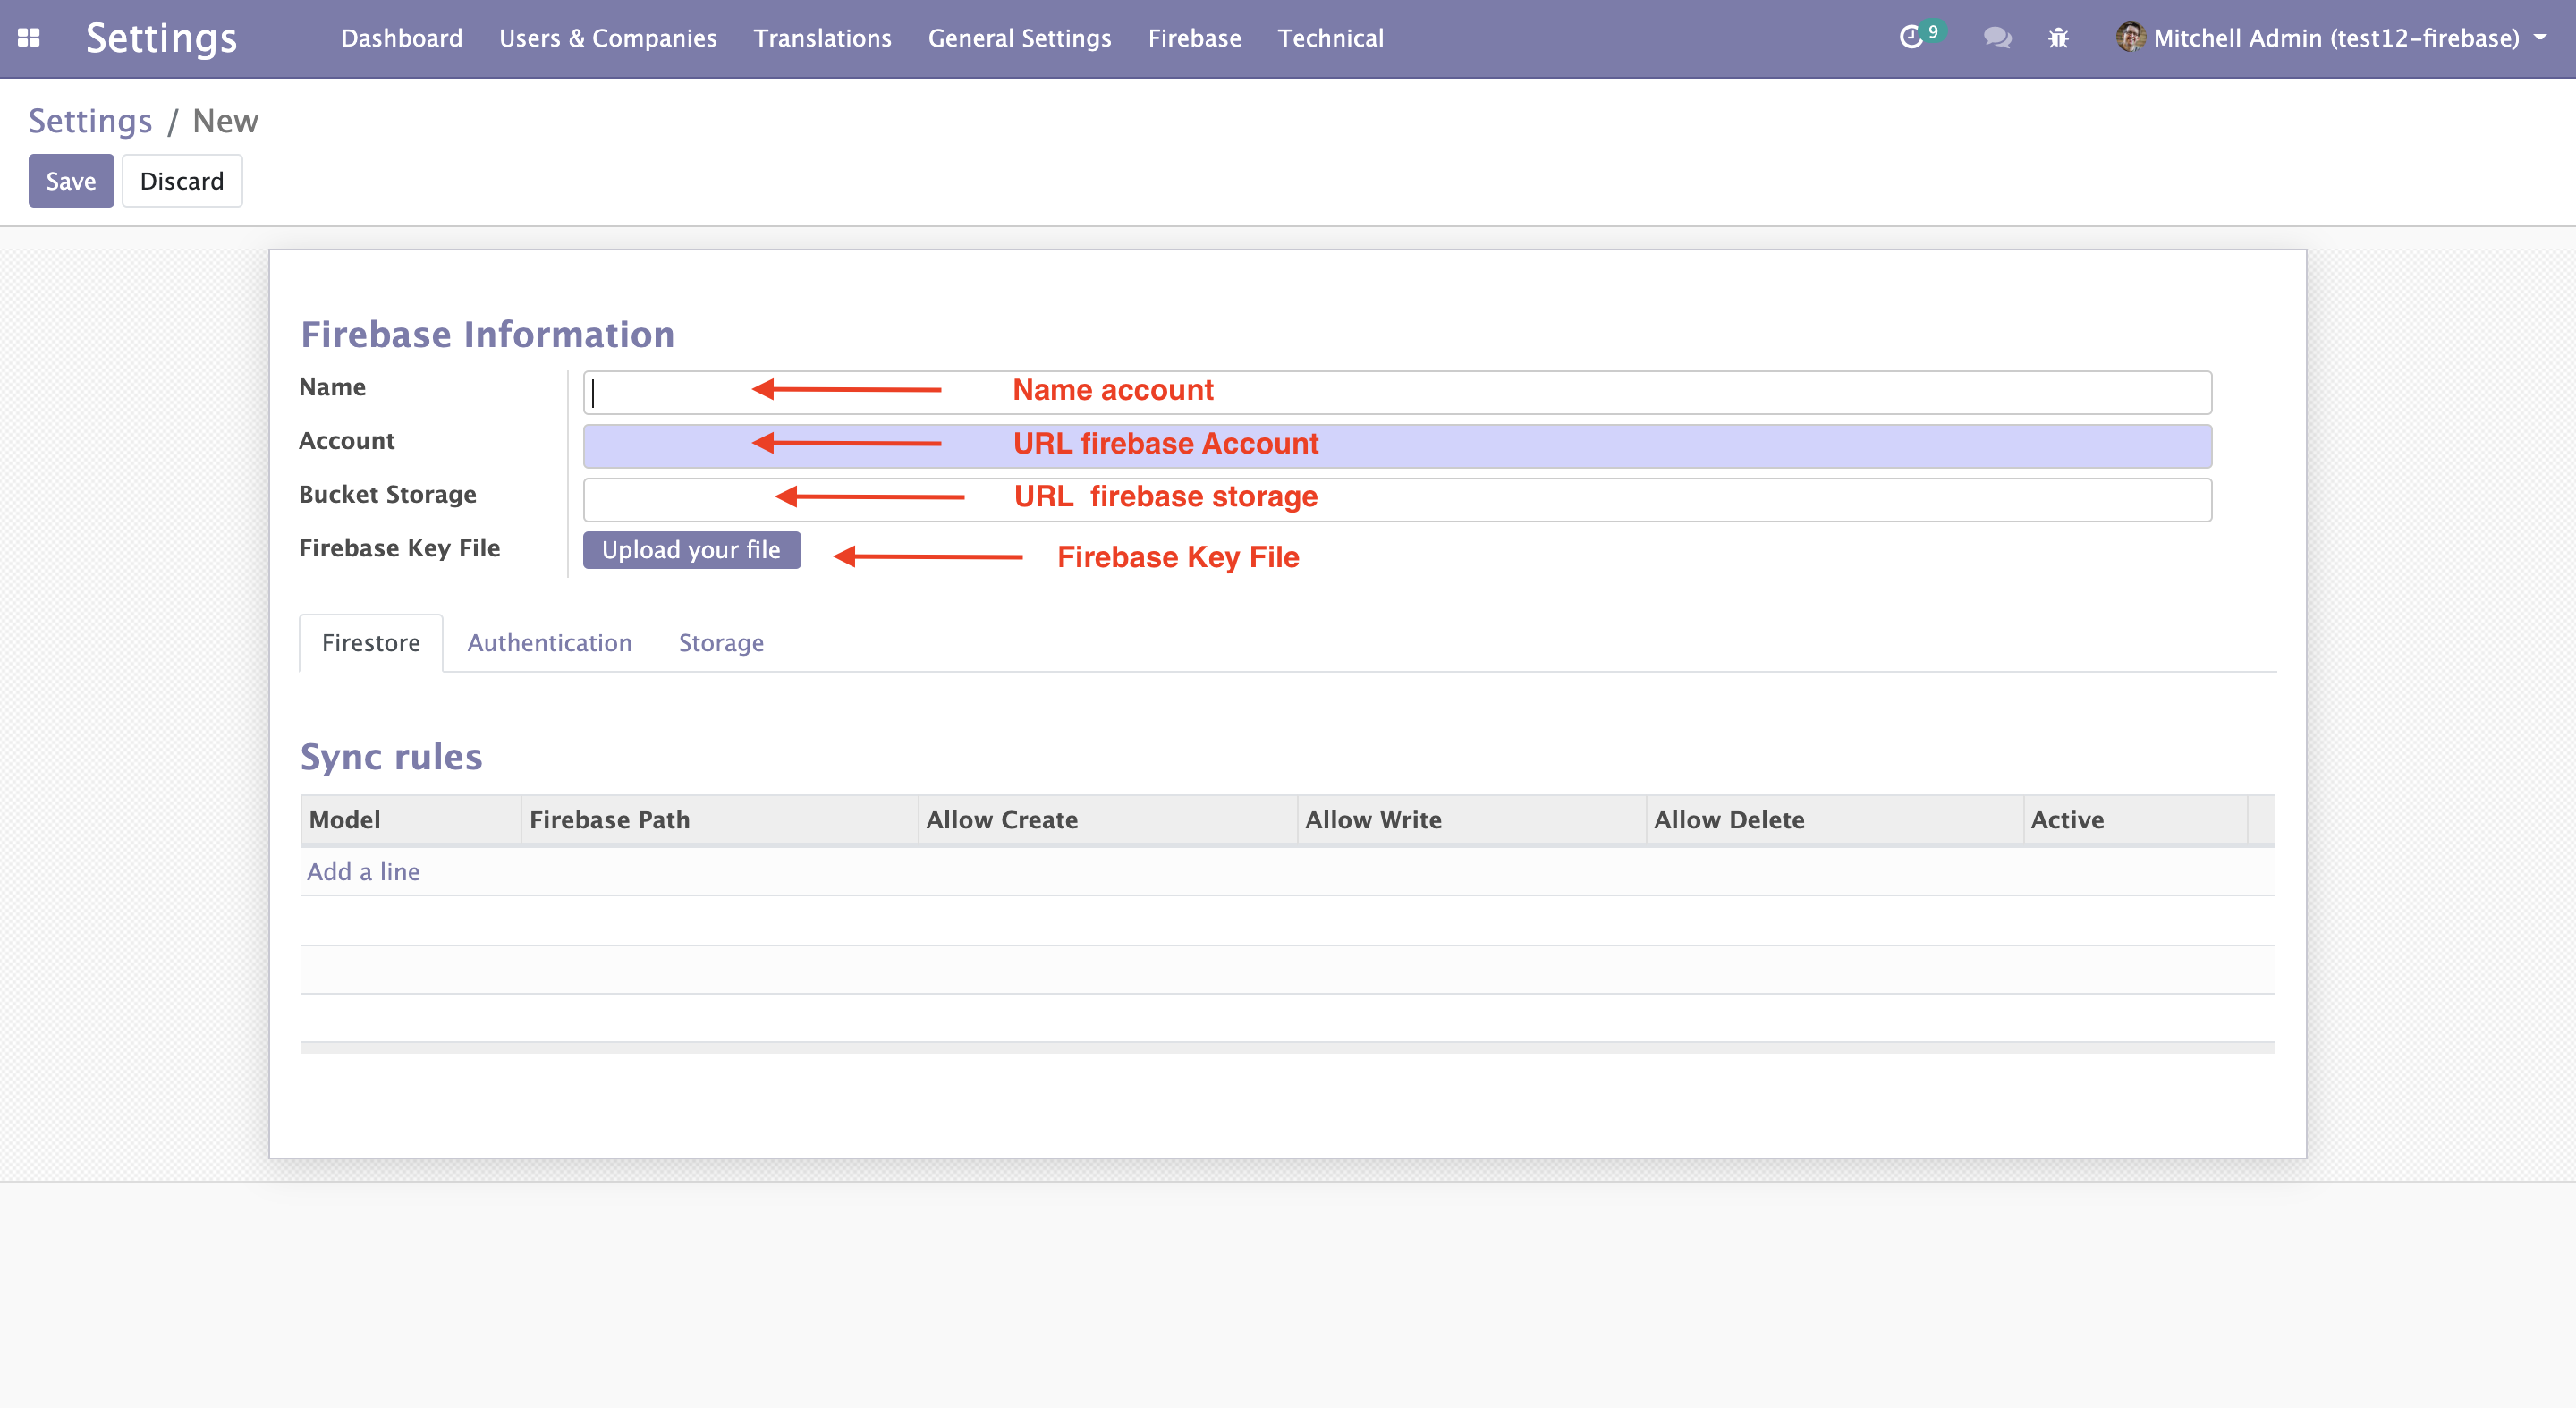 Settings Dashboard Users & Companies Translations General Settings Firebase Technical 9 Mitchell Admin (test12-firebase)
Settings / New
Save Discard
Firebase Information
Name Name account
Account URL firebase Account
Bucket Storage URL firebase storage
Firebase Key File Upload your file Firebase Key File
Firestore Authentication Storage
Sync rules
Model Firebase Path Allow Create Allow Write Allow Delete Active
Add a line